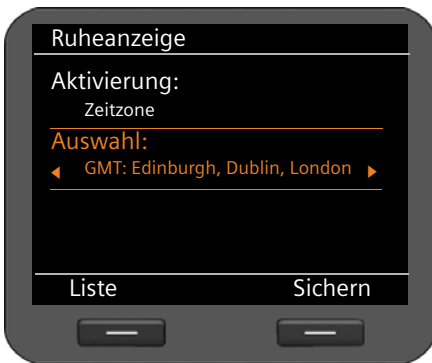 Ruheanzeige
Aktivierung:
Zeitzone
Auswahl:
GMT: Edinburgh, Dublin, London
Liste Sichern